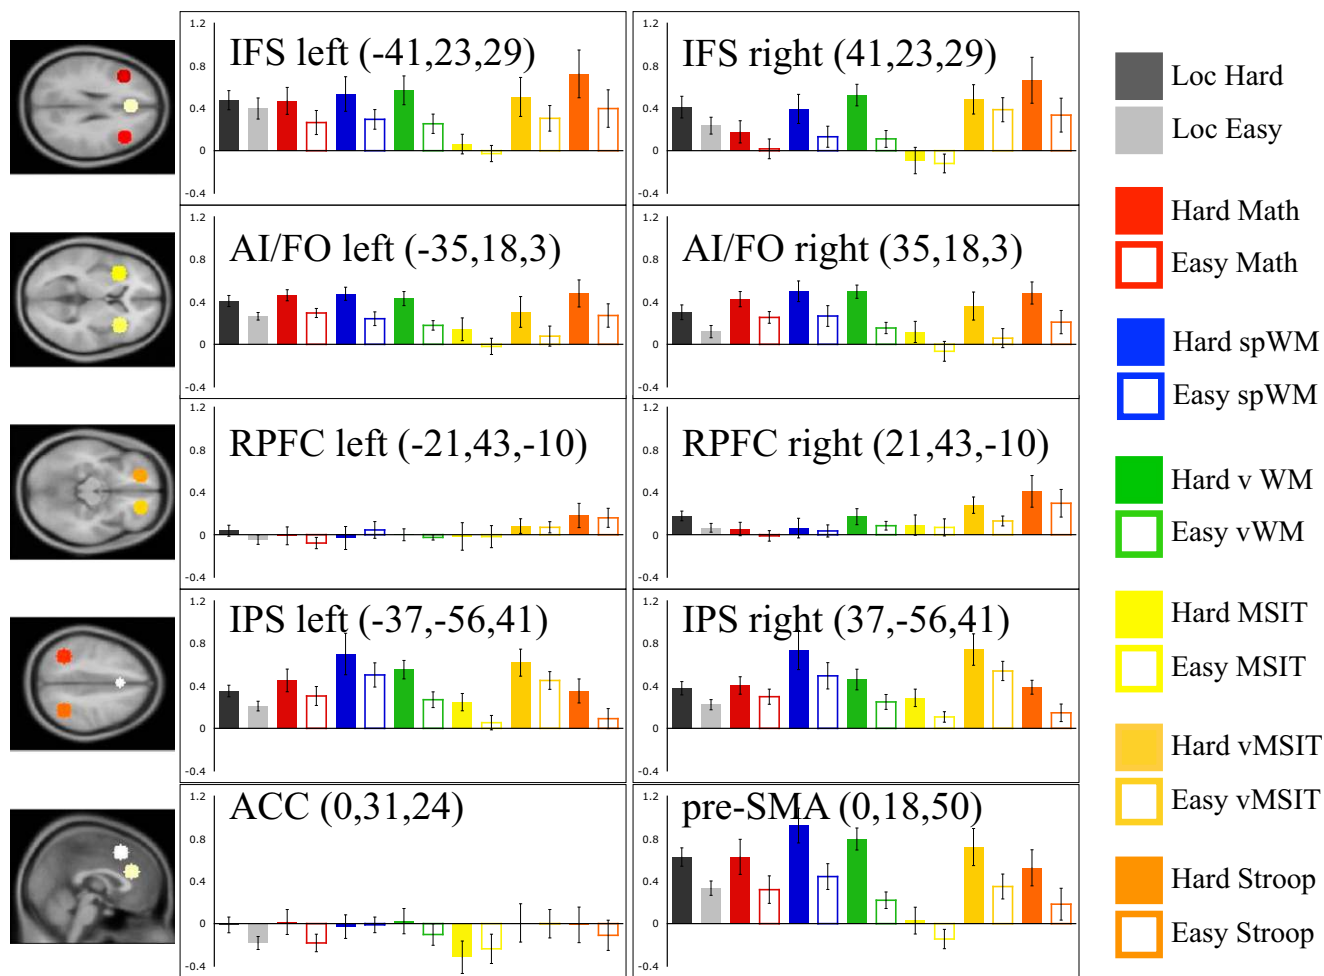 1.2
0.8
0.4
0
-0.4
IFS left (-41,23,29)
IFS right (41,23,29)
1.2
0.8
0.4
0
-0.4
AI/FO left (-35,18,3)
1.2
0.8
0.4
0
-0.4
AI/FO right (35,18,3)
1.2
0.8
0.4
0
-0.4
RPFC left (-21,43,-10)
1.2
0.8
0.4
0
-0.4
RPFC right (21,43,-10)
1.2
0.8
0.4
0
-0.4
IPS left (-37,-56,41)
1.2
0.8
0.4
0
-0.4
IPS right (37,-56,41)
1.2
0.8
0.4
0
-0.4
ACC (0,31,24)
1.2
0.8
0.4
0
-0.4
pre-SMA (0,18,50)
1.2
0.8
0.4
0
-0.4
Loc Hard
Loc Easy
Hard Math
Easy Math
Hard spWM
Easy spWM
Hard v WM
Easy vWM
Hard MSIT
Easy MSIT
Hard vMSIT
Easy vMSIT
Hard Stroop
Easy Stroop